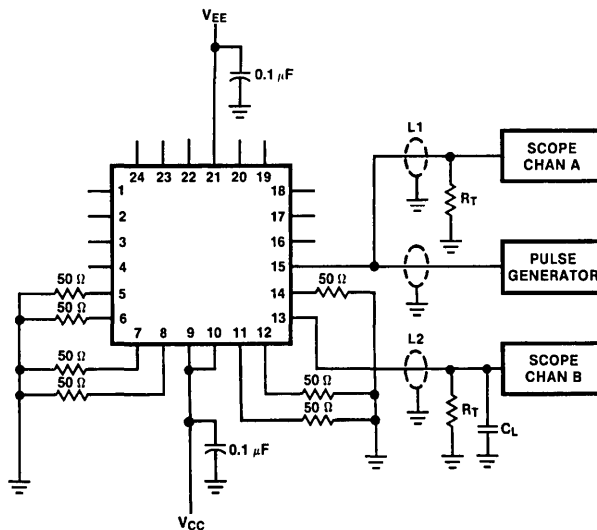 VEE
0.1 μF
L1
SCOPE
CHAN A
24 23 22 21 20 19
RT
1 18
2 17
3 16
PULSE
GENERATOR
4 15
50 Ω
5 14
50 Ω
50 Ω
6 13
L2
7 8 9 10 11 12
50 Ω
SCOPE
CHAN B
50 Ω
50 Ω
RT
CL
50 Ω
0.1 μF
VCC